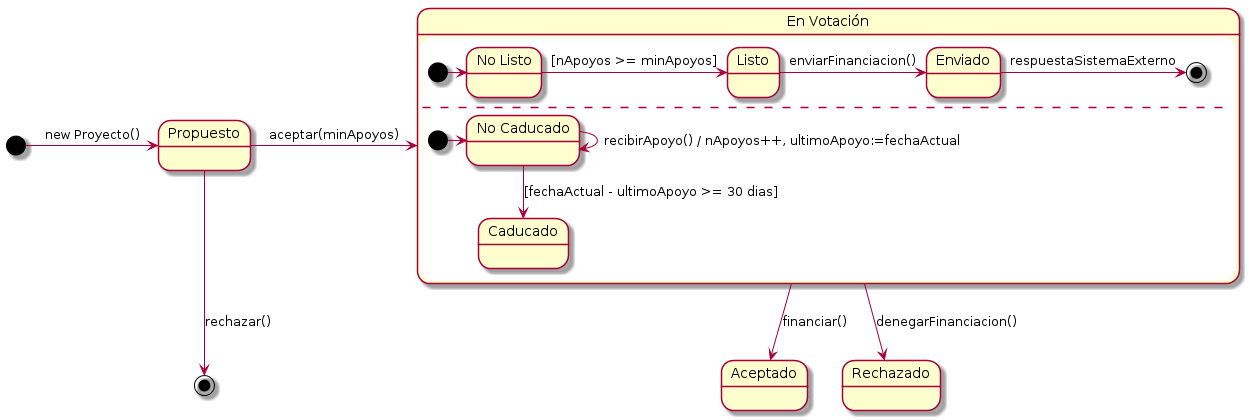 En Votación
No Listo
[nApoyos >= minApoyos]
Listo
enviarFinanciacion()
Enviado
respuestaSistemaExterno
new Proyecto()
Propuesto
aceptar(minApoyos)
No Caducado
recibirApoyo() / nApoyos++, ultimoApoyo:=fechaActual
[fechaActual - ultimoApoyo >= 30 dias]
Caducado
rechazar()
financiar()
denegarFinanciacion()
Aceptado
Rechazado